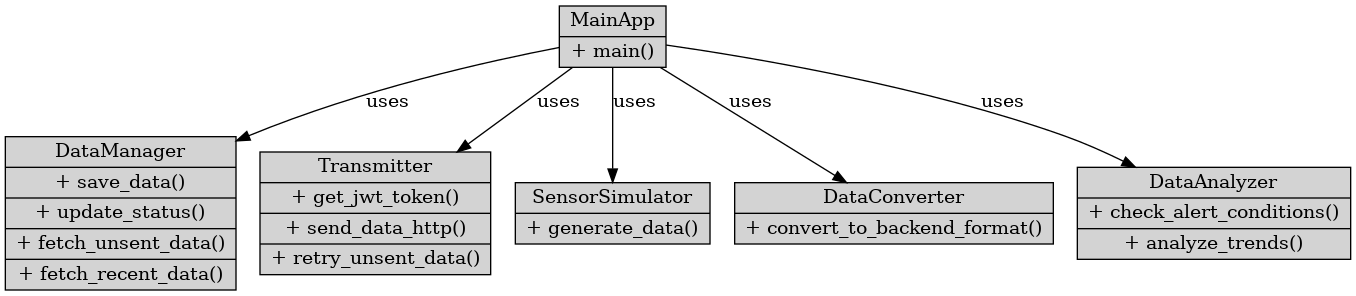 MainApp
+ main()
uses
uses
uses
uses
uses
DataManager
+ save_data()
+ update_status()
+ fetch_unsent_data()
+ fetch_recent_data()
Transmitter
+ get_jwt_token()
+ send_data_http()
+ retry_unsent_data()
SensorSimulator
+ generate_data()
DataConverter
+ convert_to_backend_format()
DataAnalyzer
+ check_alert_conditions()
+ analyze_trends()